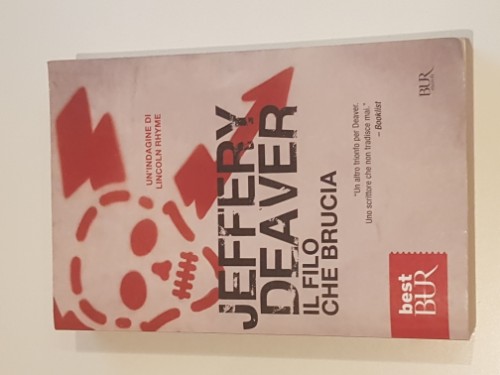 UN'INDAGINE DI
LINCOLN RHYME
JEFFERY
DEAVER
IL FILO
CHE BRUCIA
"Un altro trionfo per Deaver.
Uno scrittore che non tradisce mai."
– Booklist
best
BUR
BUR